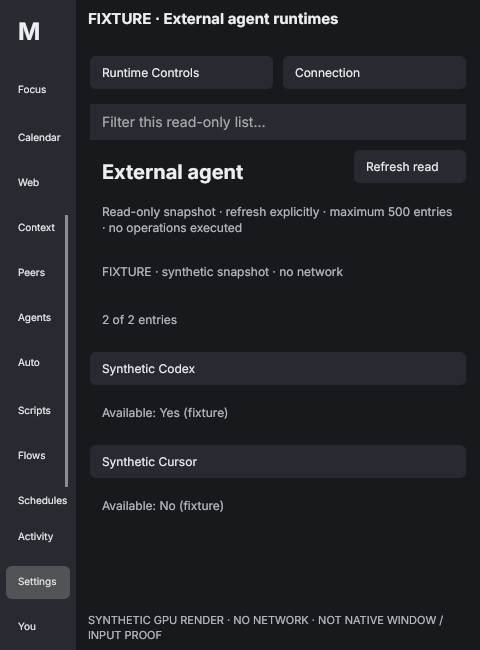 M
Focus
Calendar
Web
Context
Peers
Agents
Auto
Scripts
Flows
Schedules
Activity
Settings
You
FIXTURE · External agent runtimes
Runtime Controls
Connection
Filter this read-only list...
External agent
Refresh read
Read-only snapshot · refresh explicitly · maximum 500 entries
· no operations executed
FIXTURE · synthetic snapshot · no network
2 of 2 entries
Synthetic Codex
Available: Yes (fixture)
Synthetic Cursor
Available: No (fixture)
SYNTHETIC GPU RENDER · NO NETWORK · NOT NATIVE WINDOW /
INPUT PROOF